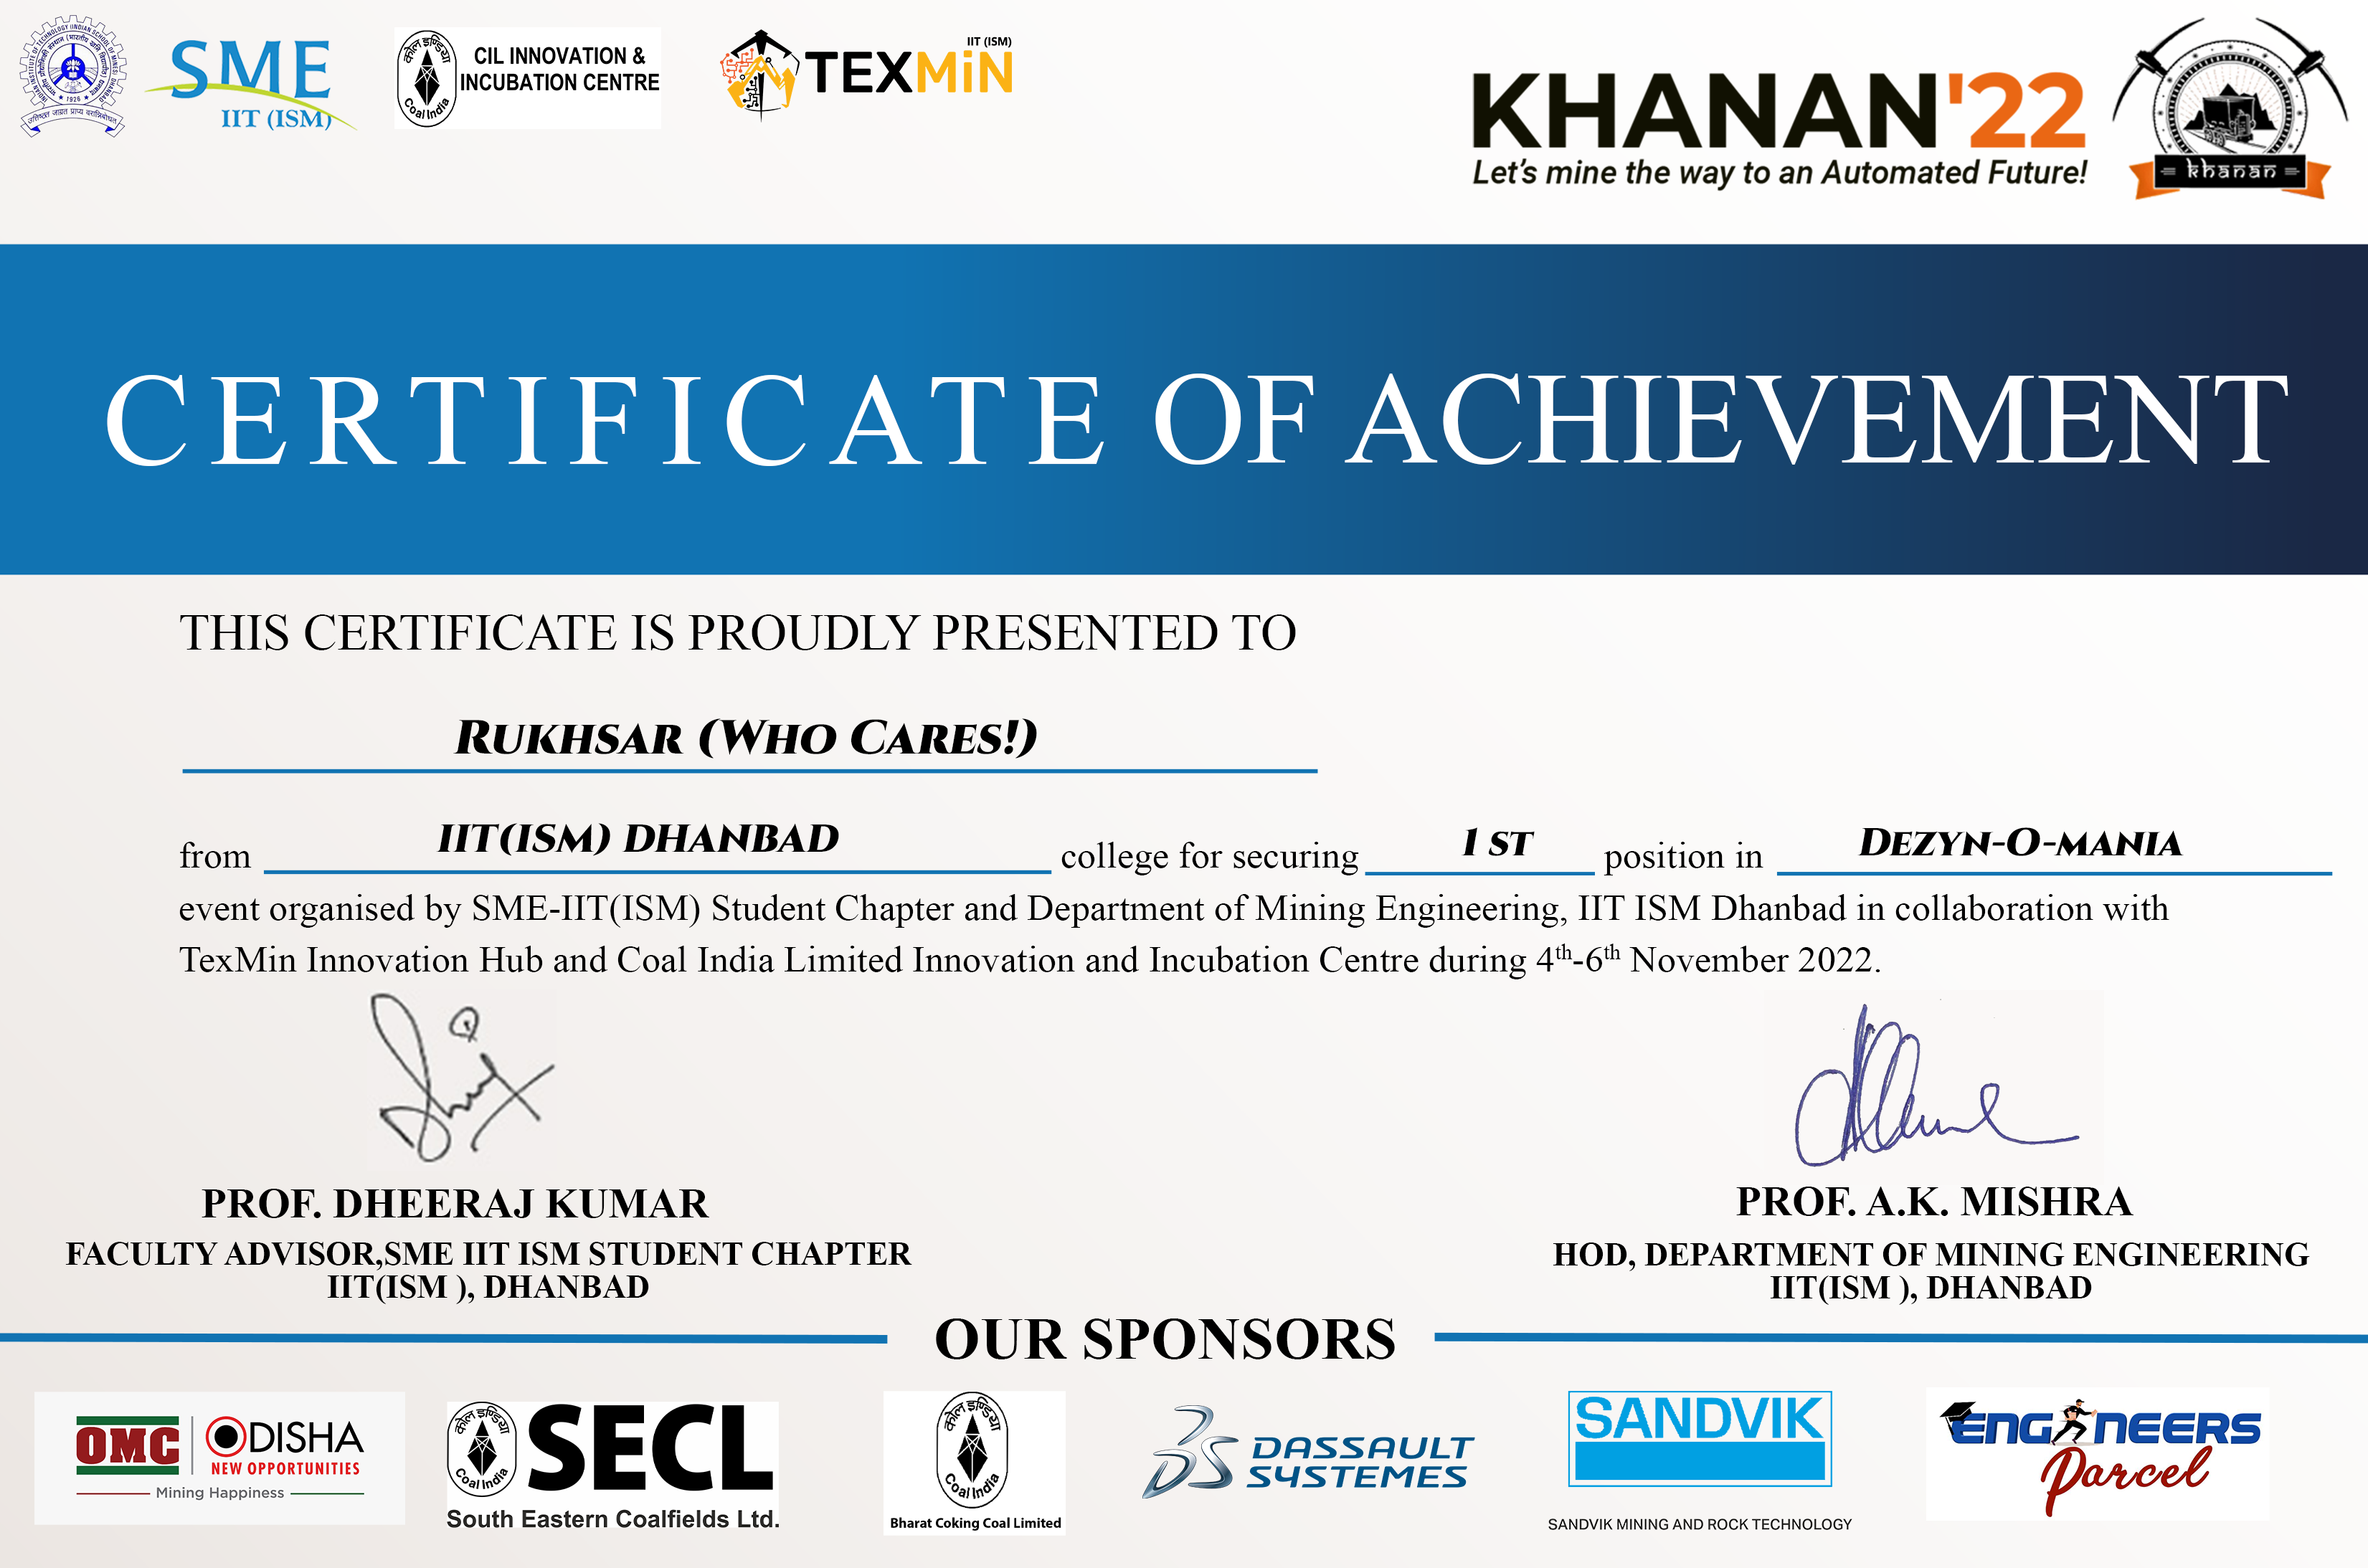 SME
IIT (ISM)
कोल इण्डिया
Coal India
CIL INNOVATION &
INCUBATION CENTRE
IIT (ISM)
TEXMiN
KHANAN'22
Let's mine the way to an Automated Future!
= khanan =
CERTIFICATE OF ACHIEVEMENT
THIS CERTIFICATE IS PROUDLY PRESENTED TO
RUKHSAR (WHO CARES!)
from IIT(ISM) DHANBAD college for securing 1 ST position in DEZYN-O-MANIA
event organised by SME-IIT(ISM) Student Chapter and Department of Mining Engineering, IIT ISM Dhanbad in collaboration with
TexMin Innovation Hub and Coal India Limited Innovation and Incubation Centre during 4th-6th November 2022.
PROF. DHEERAJ KUMAR
FACULTY ADVISOR,SME IIT ISM STUDENT CHAPTER
IIT(ISM ), DHANBAD
PROF. A.K. MISHRA
HOD, DEPARTMENT OF MINING ENGINEERING
IIT(ISM ), DHANBAD
OUR SPONSORS
OMC
ODISHA
NEW OPPORTUNITIES
Mining Happiness
कोल इण्डिया
Coal India
SECL
South Eastern Coalfields Ltd.
कोल इण्डिया
Coal India
Bharat Coking Coal Limited
DASSAULT
SYSTEMES
SANDVIK
SANDVIK MINING AND ROCK TECHNOLOGY
ENGINEERS
Parcel